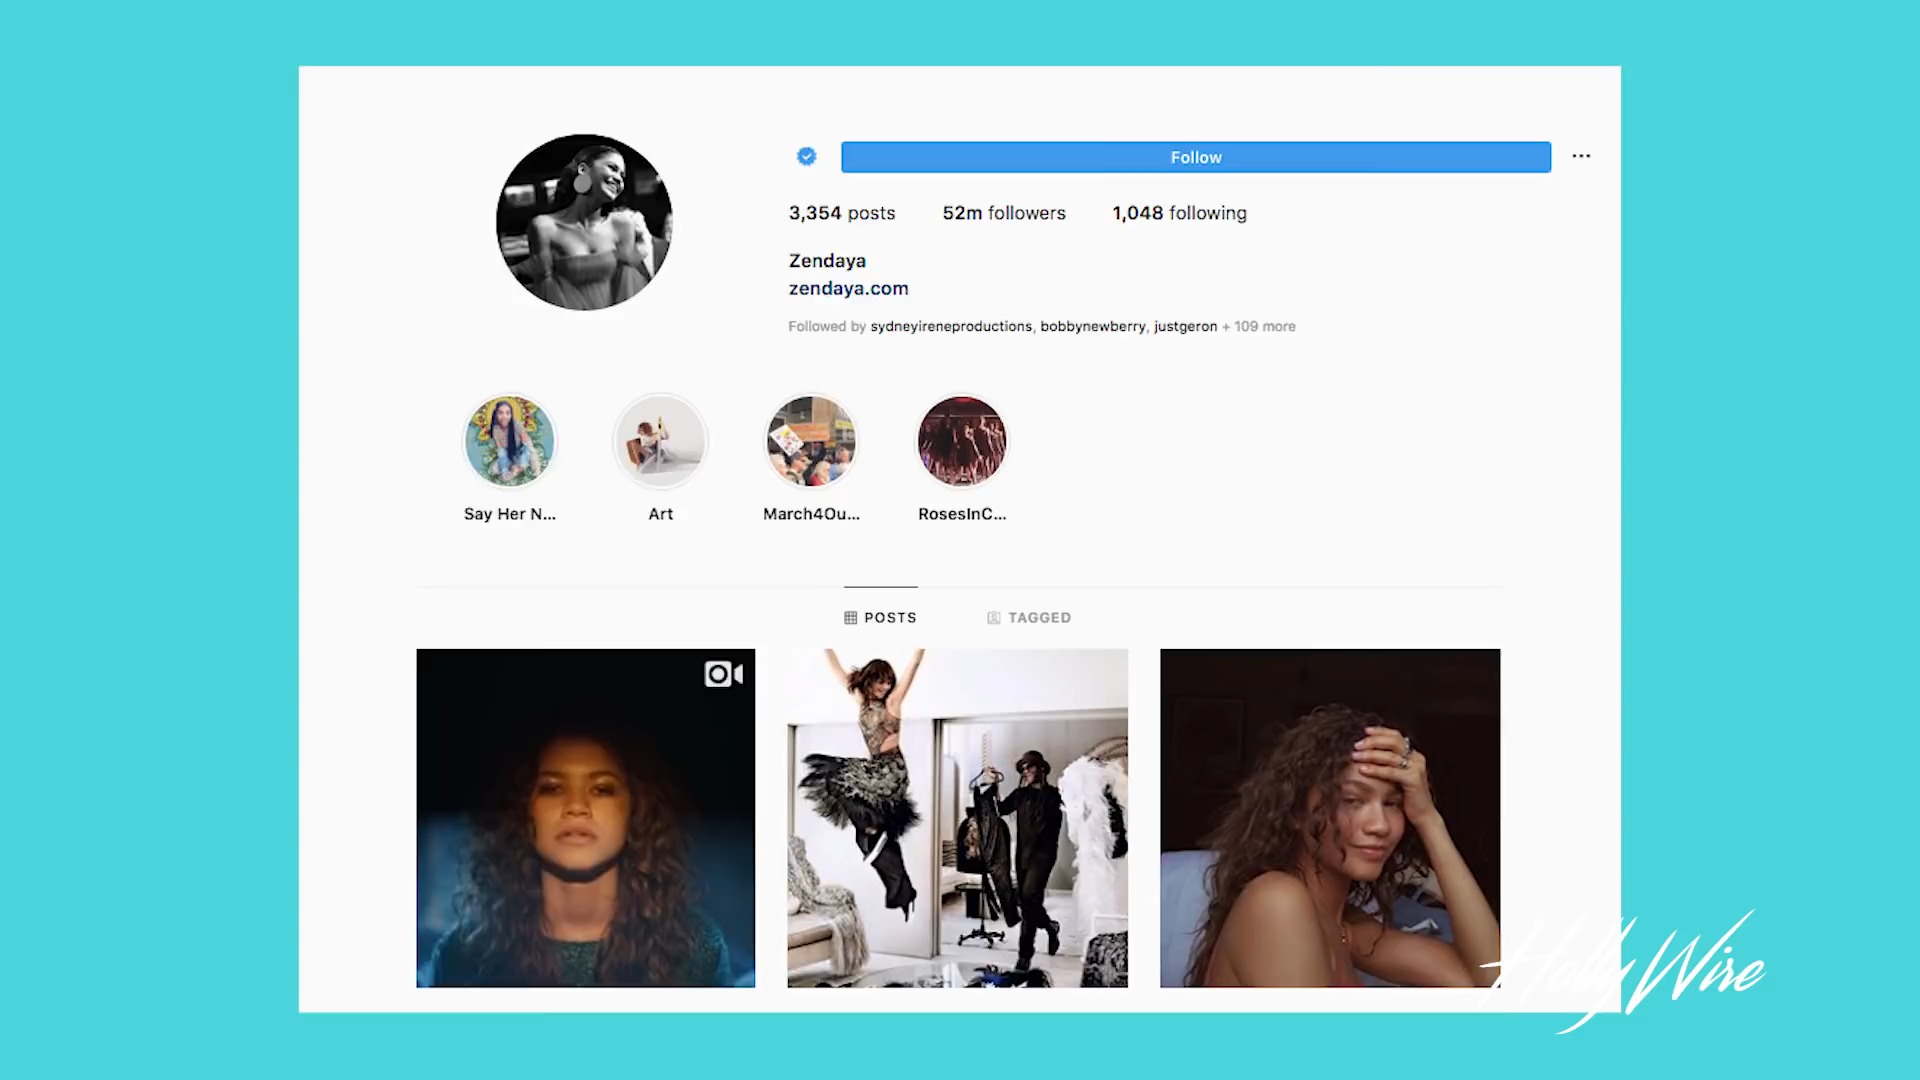 Follow
3,354 posts 52m followers 1,048 following
Zendaya
zendaya.com
Followed by sydneyireneproductions, bobbynewberry, justgeron + 109 more
Say Her N... Art March4Ou... RosesInC...
POSTS TAGGED
HollyWire